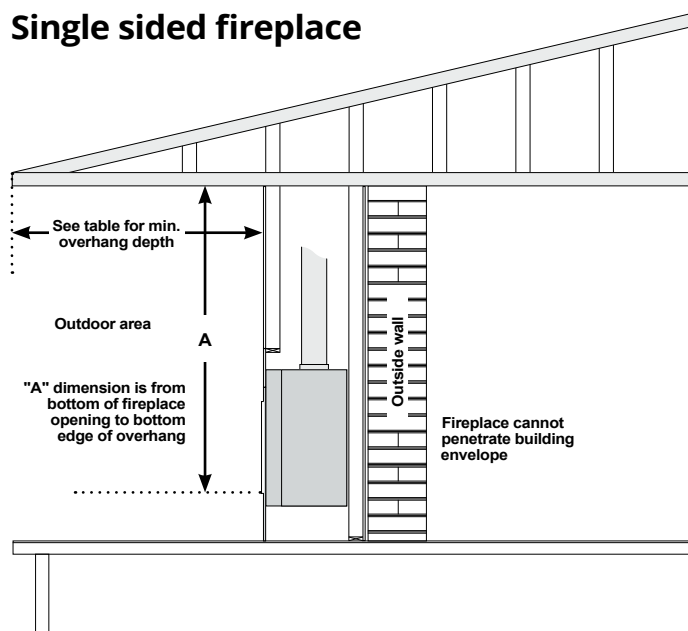 Single sided fireplace
See table for min.
overhang depth
Outdoor area
A
"A" dimension is from
bottom of fireplace
opening to bottom
edge of overhang
Outside wall
Fireplace cannot
penetrate building
envelope